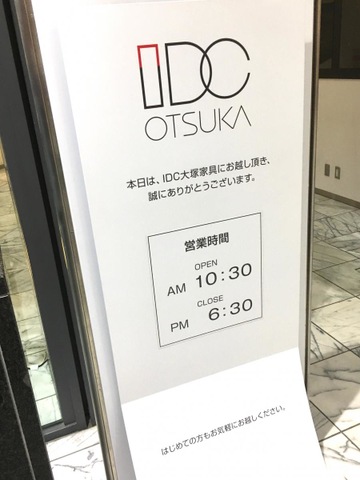 IDC
OTSUKA
本日は、IDC大塚家具にお越し頂き、
誠にありがとうございます。
営業時間
OPEN
AM 10:30
CLOSE
PM 6:30
はじめての方もお気軽にお越しください。